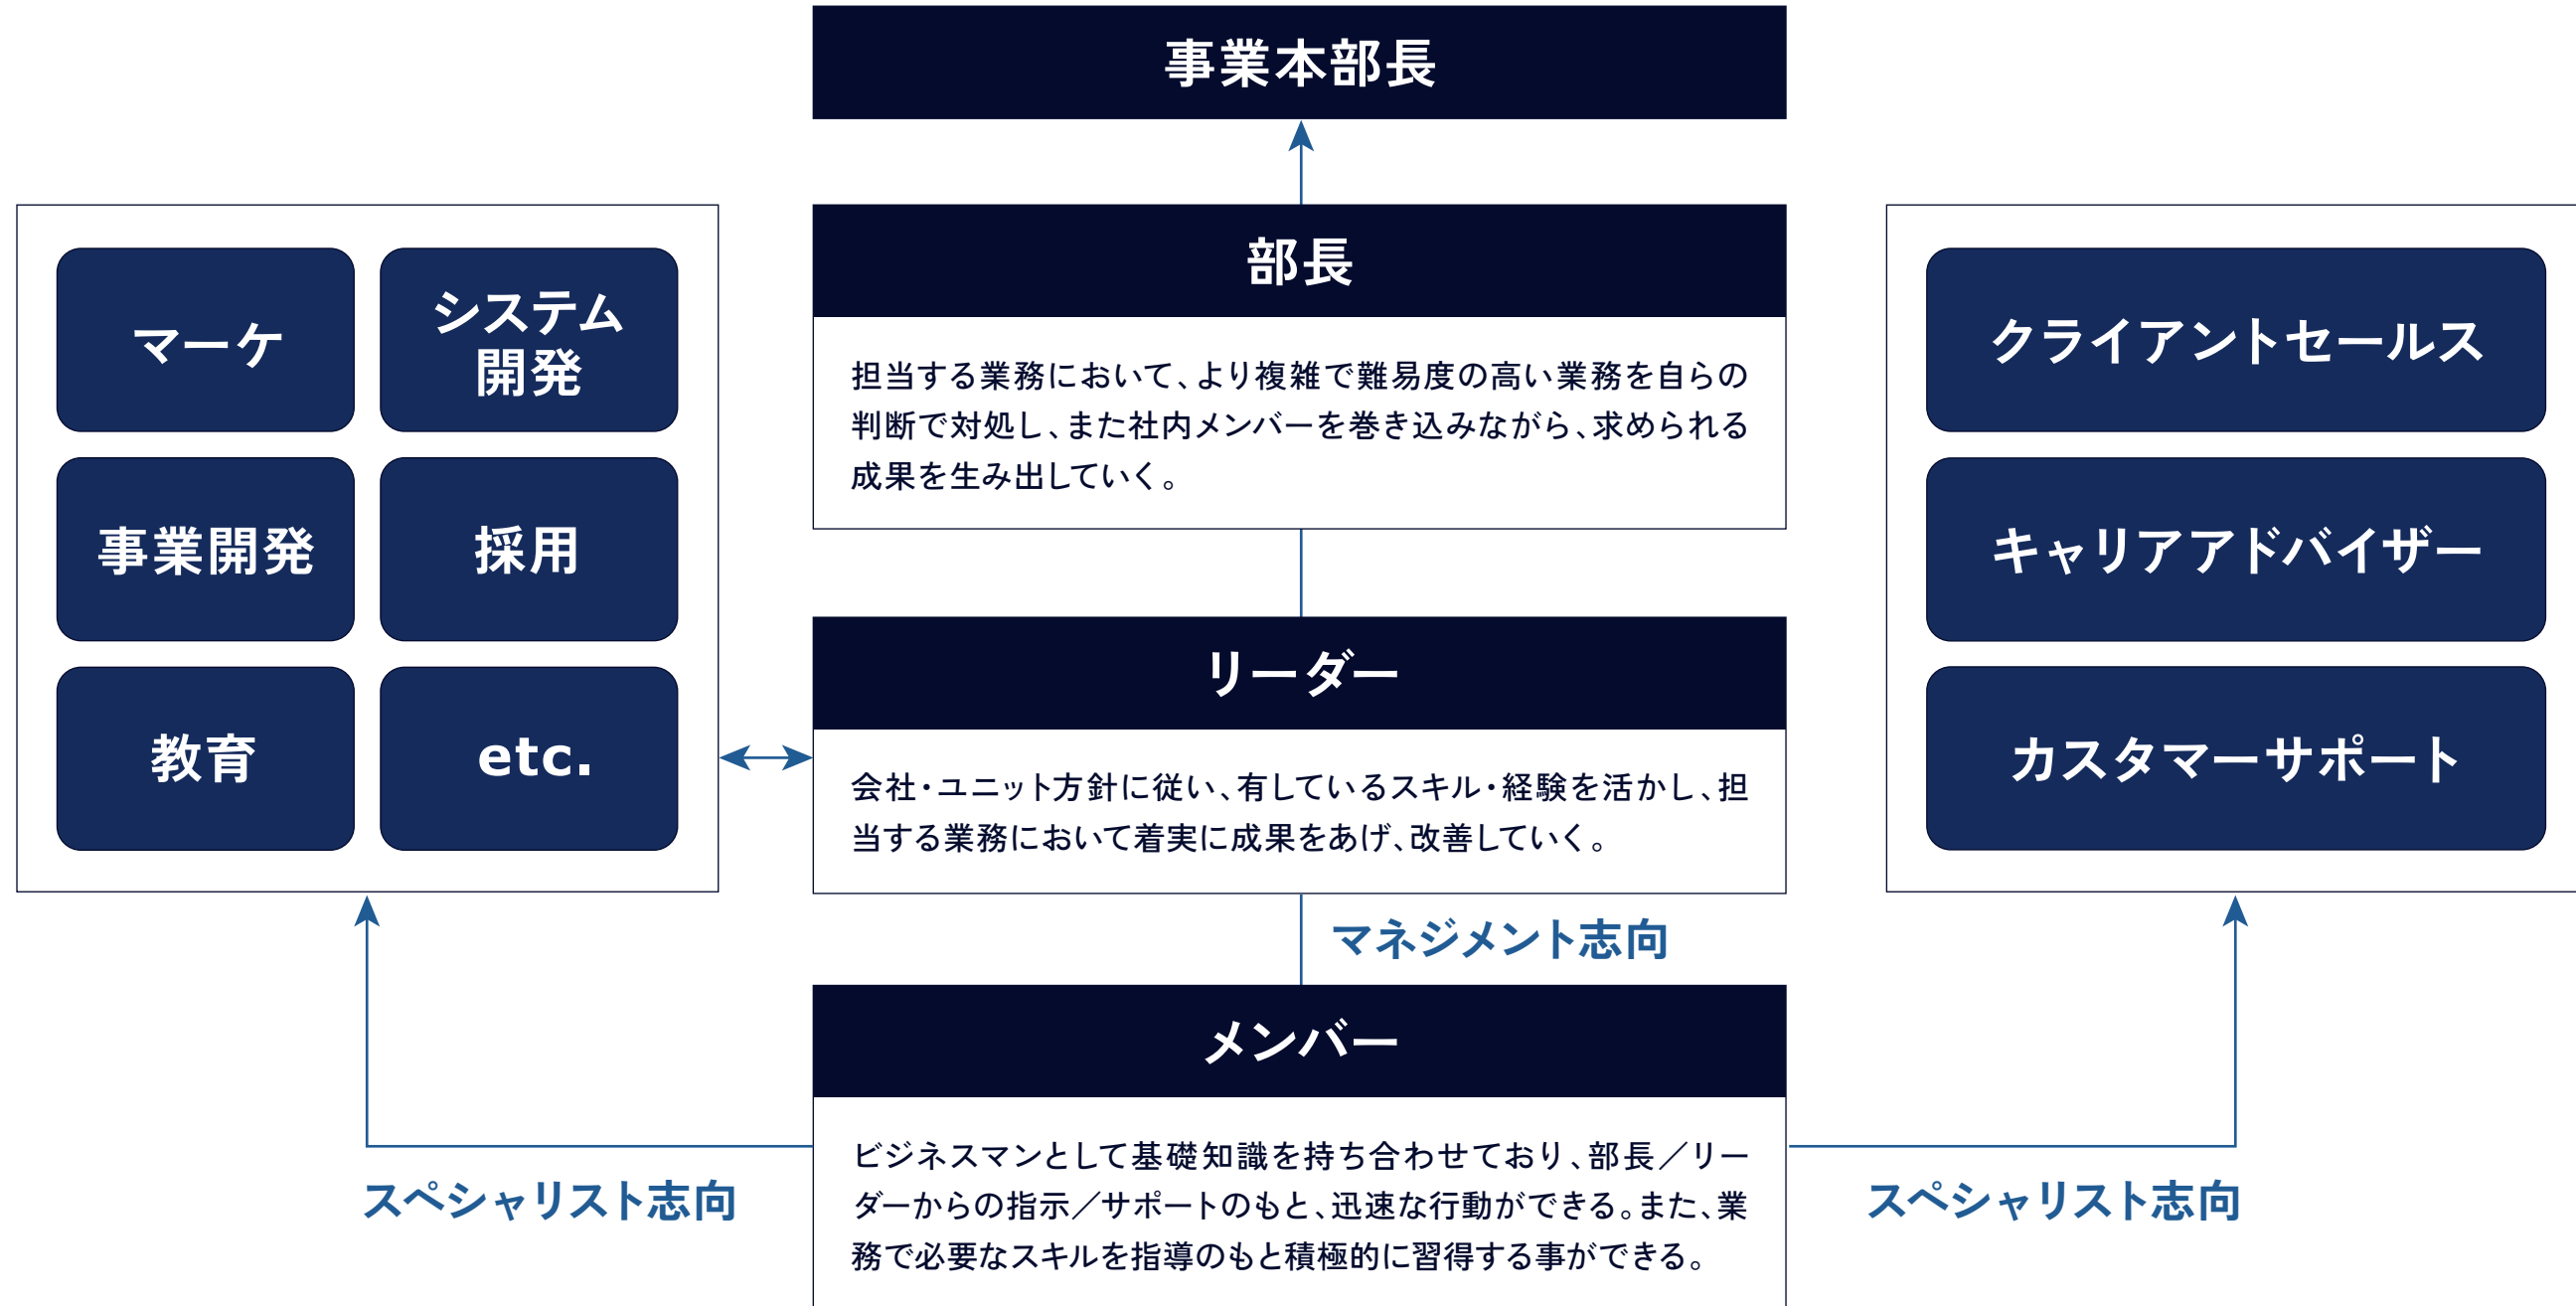 事業本部長
マーケ
システム
開発
事業開発
採用
教育
etc.
部長
担当する業務において、より複雑で難易度の高い業務を自らの
判断で対処し、また社内メンバーを巻き込みながら、求められる
成果を生み出していく。
リーダー
会社・ユニット方針に従い、有しているスキル・経験を活かし、担
当する業務において着実に成果をあげ、改善していく。
マネジメント志向
メンバー
ビジネスマンとして基礎知識を持ち合わせており、部長／リー
ダーからの指示／サポートのもと、迅速な行動ができる。また、業
務で必要なスキルを指導のもと積極的に習得する事ができる。
クライアントセールス
キャリアアドバイザー
カスタマーサポート
スペシャリスト志向
スペシャリスト志向